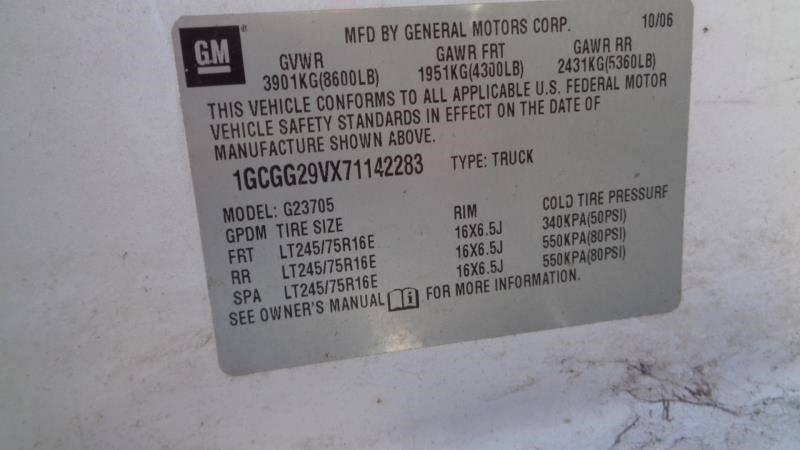 GM
MFD BY GENERAL MOTORS CORP. 10/06
GVWR GAWR FRT GAWR RR
3901KG(8600LB) 1951KG(4300LB) 2431KG(5360LB)
THIS VEHICLE CONFORMS TO ALL APPLICABLE U.S. FEDERAL MOTOR
VEHICLE SAFETY STANDARDS IN EFFECT ON THE DATE OF
MANUFACTURE SHOWN ABOVE.
1GCGG29VX71142283 TYPE: TRUCK
MODEL: G23705
GPDM TIRE SIZE RIM COLD TIRE PRESSURE
FRT LT245/75R16E 16X6.5J 340KPA(50PSI)
RR LT245/75R16E 16X6.5J 550KPA(80PSI)
SPA LT245/75R16E 16X6.5J 550KPA(80PSI)
SEE OWNER'S MANUAL FOR MORE INFORMATION.